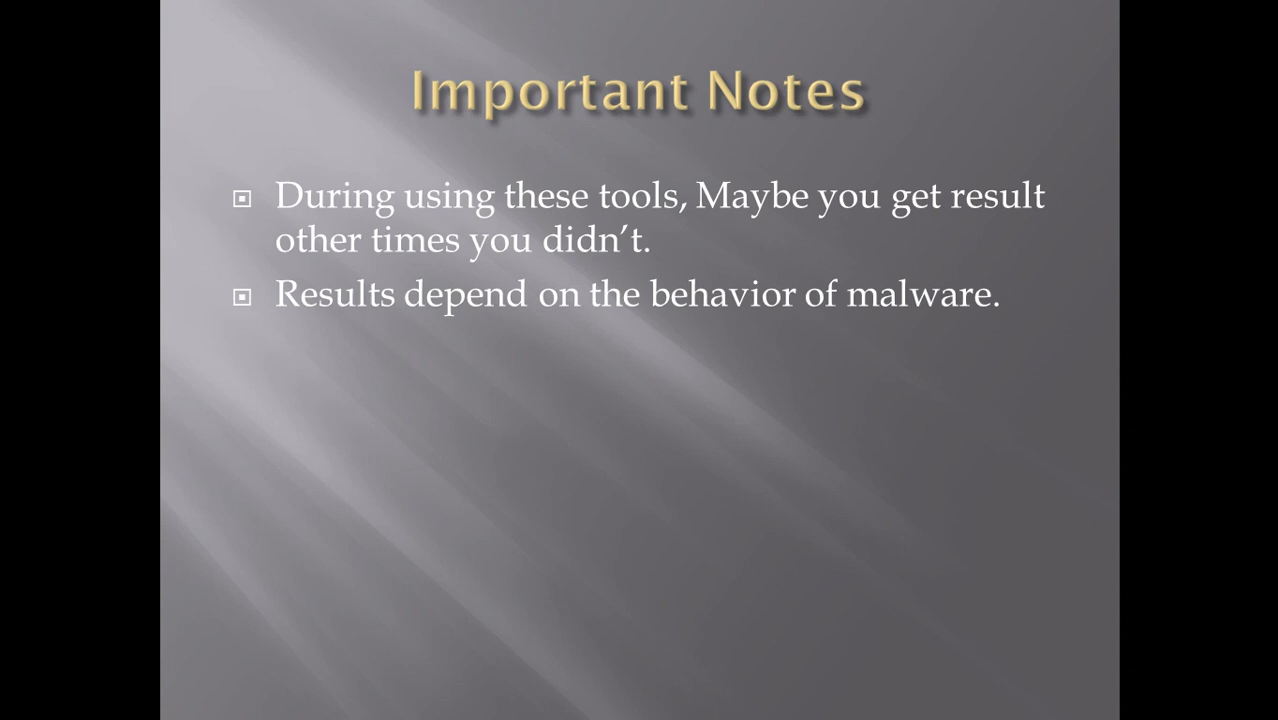 Important Notes
During using these tools, Maybe you get result
other times you didn’t.
Results depend on the behavior of malware.